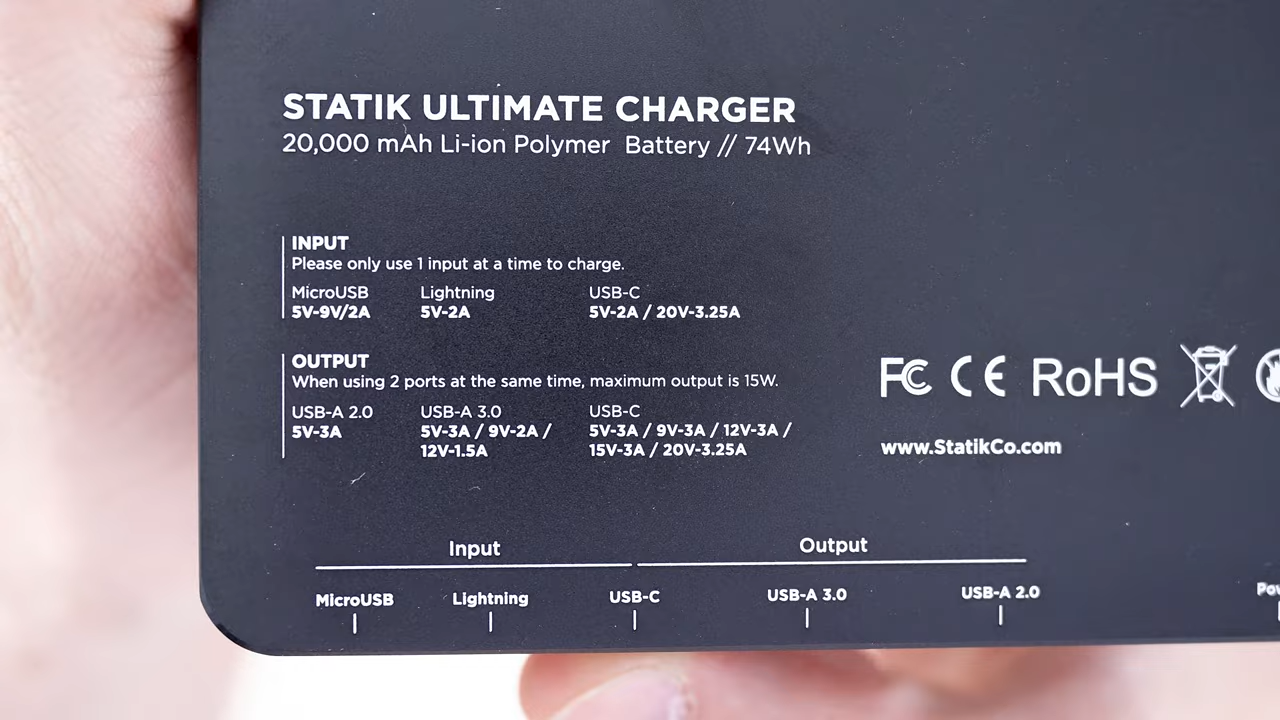 STATIK ULTIMATE CHARGER
20,000 mAh Li-ion Polymer Battery // 74Wh
INPUT
Please only use 1 input at a time to charge.
MicroUSB Lightning USB-C
5V-9V/2A 5V-2A 5V-2A / 20V-3.25A
OUTPUT
When using 2 ports at the same time, maximum output is 15W.
USB-A 2.0 USB-A 3.0 USB-C
5V-3A 5V-3A / 9V-2A / 5V-3A / 9V-3A / 12V-3A /
12V-1.5A 15V-3A / 20V-3.25A
FC CE RoHS
www.StatikCo.com
Input Output
MicroUSB Lightning USB-C USB-A 3.0 USB-A 2.0